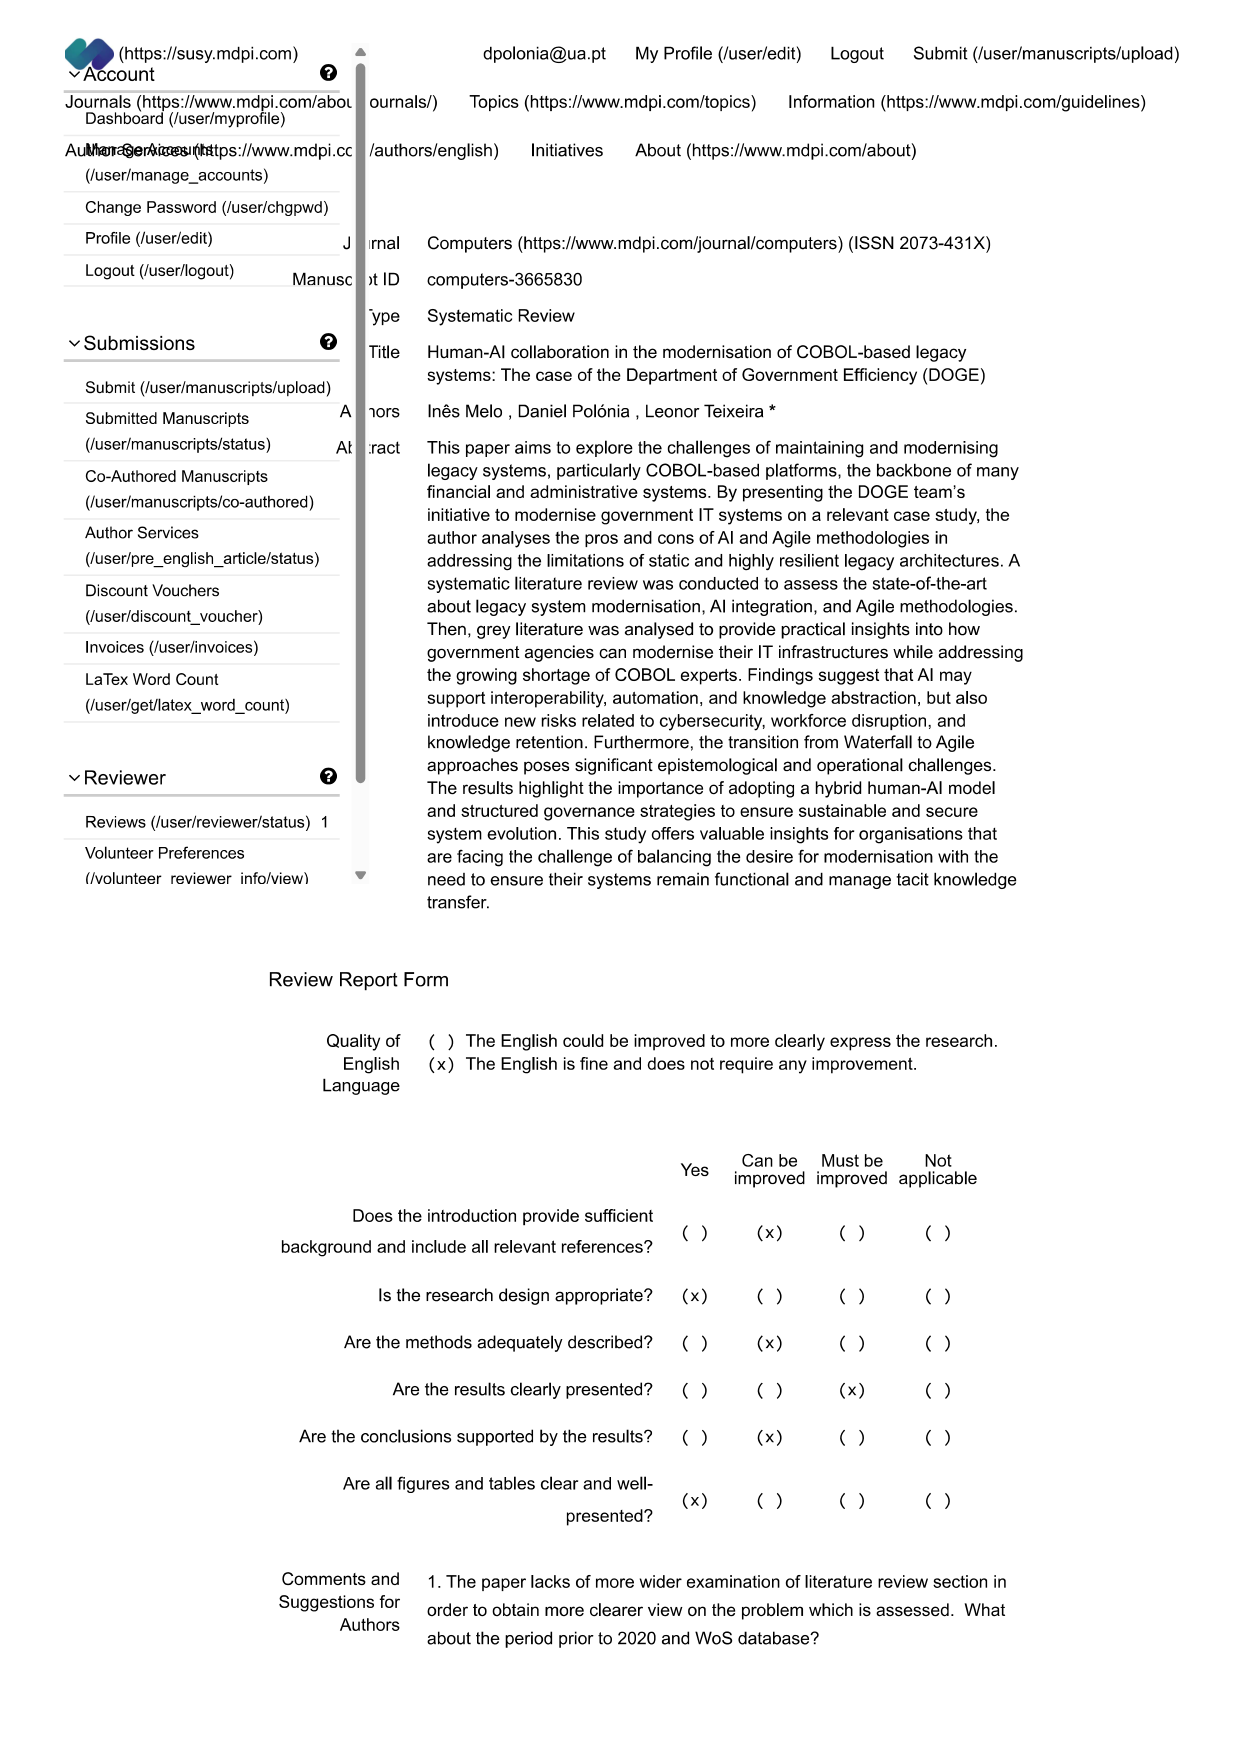 (https://susy.mdpi.com) dpolonia@ua.pt My Profile (/user/edit) Logout Submit (/user/manuscripts/upload)
Account
Journals (https://www.mdpi.com/about/journals/) Topics (https://www.mdpi.com/topics) Information (https://www.mdpi.com/guidelines)
Dashboard (/user/myprofile)
Author Services (https://www.mdpi.com/authors/english) Initiatives About (https://www.mdpi.com/about)
Manage Accounts
(/user/manage_accounts)
Change Password (/user/chgpwd)
Profile (/user/edit)
Logout (/user/logout)
Submissions
Submit (/user/manuscripts/upload)
Submitted Manuscripts
(/user/manuscripts/status)
Co-Authored Manuscripts
(/user/manuscripts/co-authored)
Author Services
(/user/pre_english_article/status)
Discount Vouchers
(/user/discount_voucher)
Invoices (/user/invoices)
LaTex Word Count
(/user/get/latex_word_count)
Reviewer
Reviews (/user/reviewer/status) 1
Volunteer Preferences
(/volunteer_reviewer_info/view)
Journal Computers (https://www.mdpi.com/journal/computers) (ISSN 2073-431X)
Manuscript ID computers-3665830
Type Systematic Review
Title Human-AI collaboration in the modernisation of COBOL-based legacy
systems: The case of the Department of Government Efficiency (DOGE)
Authors Inês Melo , Daniel Polónia , Leonor Teixeira *
Abstract This paper aims to explore the challenges of maintaining and modernising
legacy systems, particularly COBOL-based platforms, the backbone of many
financial and administrative systems. By presenting the DOGE team's
initiative to modernise government IT systems on a relevant case study, the
author analyses the pros and cons of AI and Agile methodologies in
addressing the limitations of static and highly resilient legacy architectures. A
systematic literature review was conducted to assess the state-of-the-art
about legacy system modernisation, AI integration, and Agile methodologies.
Then, grey literature was analysed to provide practical insights into how
government agencies can modernise their IT infrastructures while addressing
the growing shortage of COBOL experts. Findings suggest that AI may
support interoperability, automation, and knowledge abstraction, but also
introduce new risks related to cybersecurity, workforce disruption, and
knowledge retention. Furthermore, the transition from Waterfall to Agile
approaches poses significant epistemological and operational challenges.
The results highlight the importance of adopting a hybrid human-AI model
and structured governance strategies to ensure sustainable and secure
system evolution. This study offers valuable insights for organisations that
are facing the challenge of balancing the desire for modernisation with the
need to ensure their systems remain functional and manage tacit knowledge
transfer.
Review Report Form
Quality of
English
Language
( ) The English could be improved to more clearly express the research.
(x) The English is fine and does not require any improvement.
Yes Can be improved Must be improved Not applicable
Does the introduction provide sufficient
background and include all relevant references? ( ) (x) ( ) ( )
Is the research design appropriate? (x) ( ) ( ) ( )
Are the methods adequately described? ( ) (x) ( ) ( )
Are the results clearly presented? ( ) ( ) (x) ( )
Are the conclusions supported by the results? ( ) (x) ( ) ( )
Are all figures and tables clear and well-
presented? (x) ( ) ( ) ( )
Comments and
Suggestions for
Authors
1. The paper lacks of more wider examination of literature review section in
order to obtain more clearer view on the problem which is assessed. What
about the period prior to 2020 and WoS database?